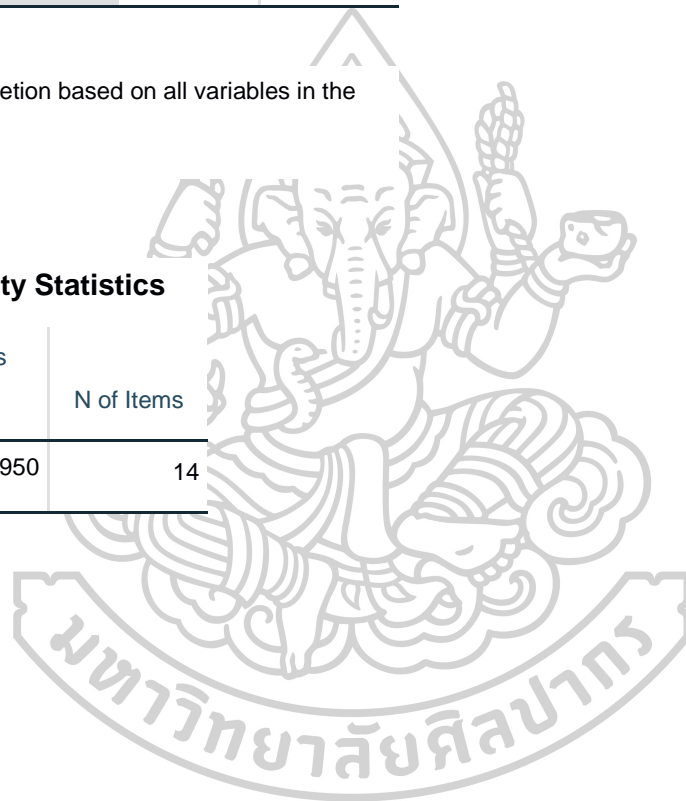 etion based on all variables in the
ty Statistics
s
N of Items
950
14
มหาวิทยาลัยศิลปากร